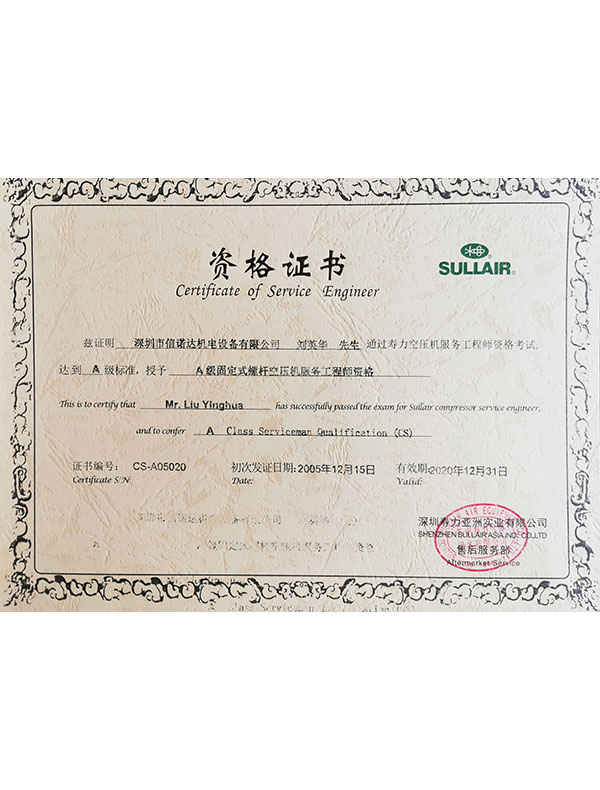 资格证书
Certificate of Service Engineer
SULLAIR®
兹证明 深圳市信诺达机电设备有限公司 刘英华 先生 通过寿力空压机服务工程师资格考试,
达到 A 级标准,授予 A级固定式螺杆空压机服务工程师资格
This is to certify that Mr. Liu Yinghua has successfully passed the exam for Sullair compressor service engineer,
and to confer A Class Serviceman Qualification (CS)
证书编号: CS-A05020 初次发证日期:2005年12月15日 有效期:2020年12月31日
Certificate S/N: Date: Valid:
深圳寿力亚洲实业有限公司
SHENZHEN SULLAIR ASIA IND. CO.,LTD
售后服务部
Aftermarket Service